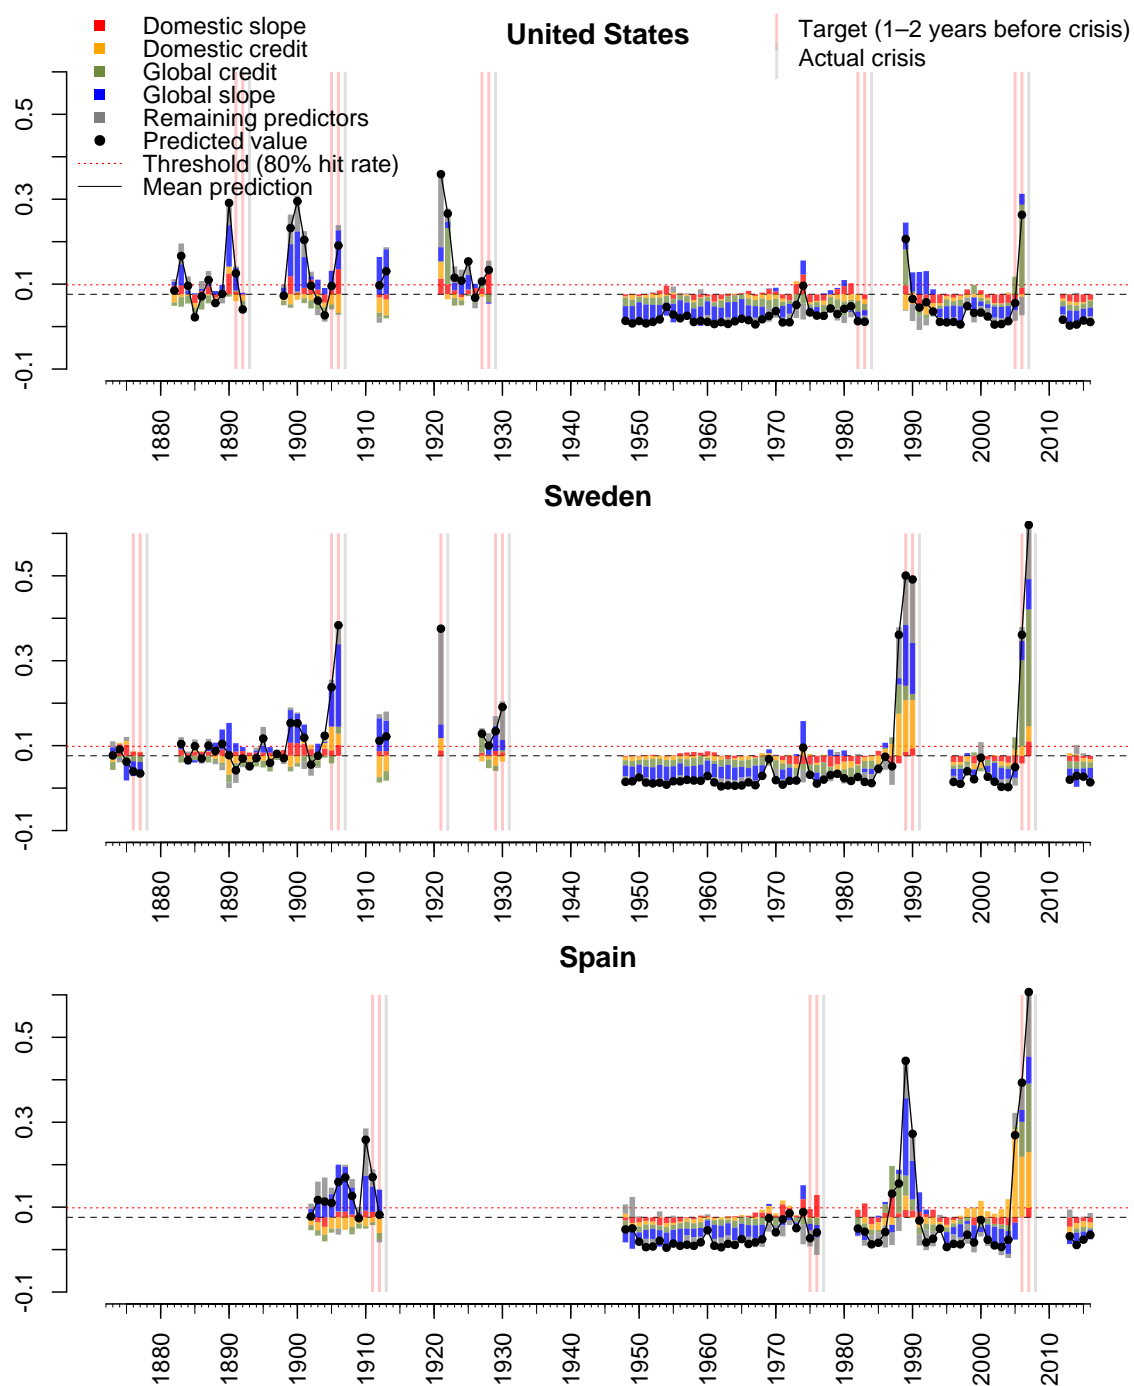 United States
Domestic slope
Domestic credit
Global credit
Global slope
Remaining predictors
Predicted value
Threshold (80% hit rate)
Mean prediction
Target (1–2 years before crisis)
Actual crisis
0.5
0.3
0.1
-0.1
1880 1890 1900 1910 1920 1930 1940 1950 1960 1970 1980 1990 2000 2010
Sweden
0.5
0.3
0.1
-0.1
1880 1890 1900 1910 1920 1930 1940 1950 1960 1970 1980 1990 2000 2010
Spain
0.5
0.3
0.1
-0.1
1880 1890 1900 1910 1920 1930 1940 1950 1960 1970 1980 1990 2000 2010